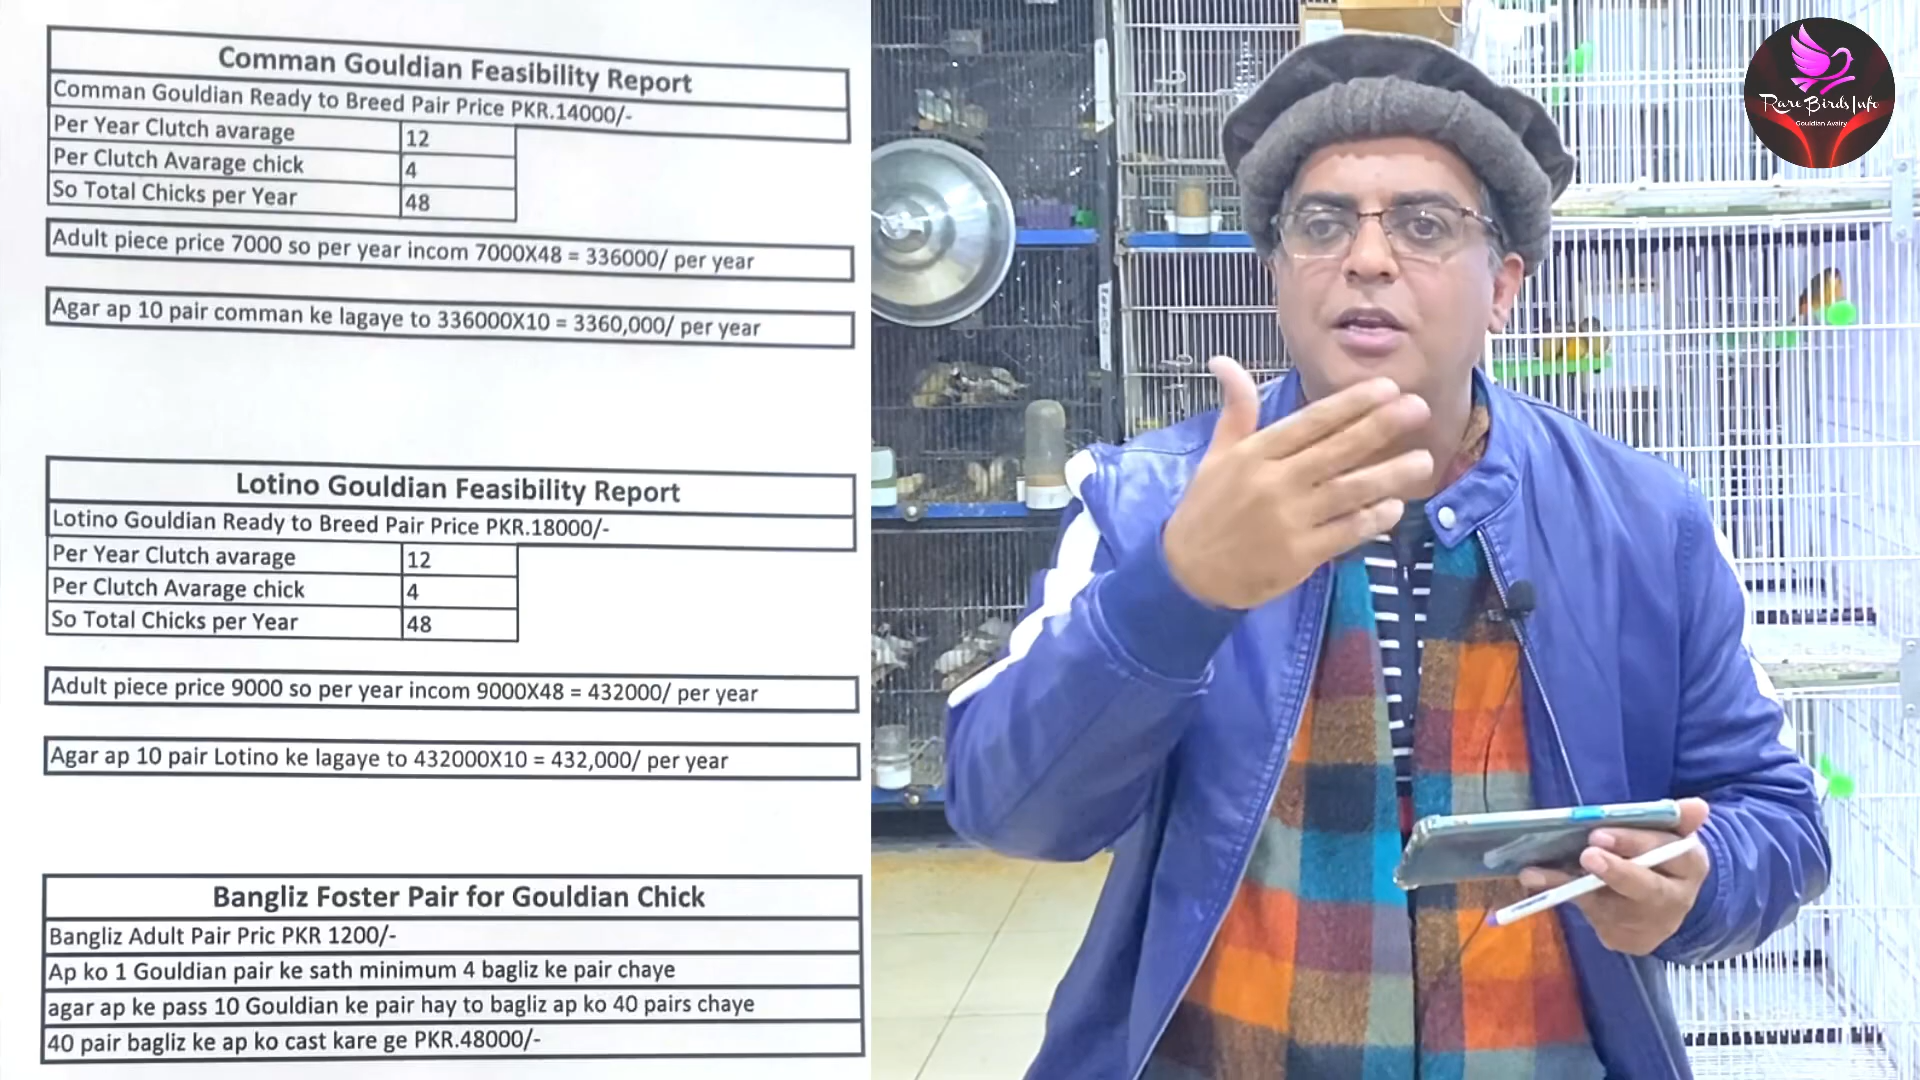 Comman Gouldian Feasibility Report
Comman Gouldian Ready to Breed Pair Price PKR.14000/-
Per Year Clutch avarage 12
Per Clutch Avarage chick 4
So Total Chicks per Year 48
Adult piece price 7000 so per year incom 7000X48 = 336000/ per year
Agar ap 10 pair comman ke lagaye to 336000X10 = 3360,000/ per year
Lotino Gouldian Feasibility Report
Lotino Gouldian Ready to Breed Pair Price PKR.18000/-
Per Year Clutch avarage 12
Per Clutch Avarage chick 4
So Total Chicks per Year 48
Adult piece price 9000 so per year incom 9000X48 = 432000/ per year
Agar ap 10 pair Lotino ke lagaye to 432000X10 = 432,000/ per year
Bangliz Foster Pair for Gouldian Chick
Bangliz Adult Pair Pric PKR 1200/-
Ap ko 1 Gouldian pair ke sath minimum 4 bagliz ke pair chaye
agar ap ke pass 10 Gouldian ke pair hay to bagliz ap ko 40 pairs chaye
40 pair bagliz ke ap ko cast kare ge PKR.48000/-
Rare Birds Info
Gouldian Avairy